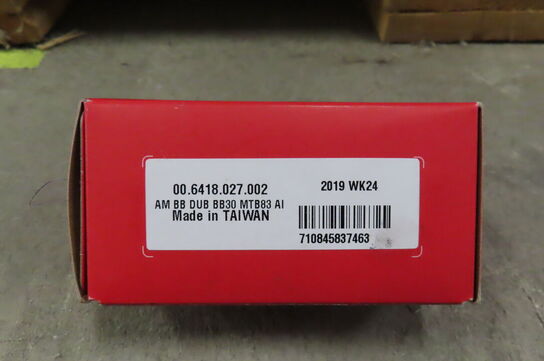 00.6418.027.002
2019 WK24
AM BB DUB BB30 MTB83 AI
Made in TAIWAN
710845837463